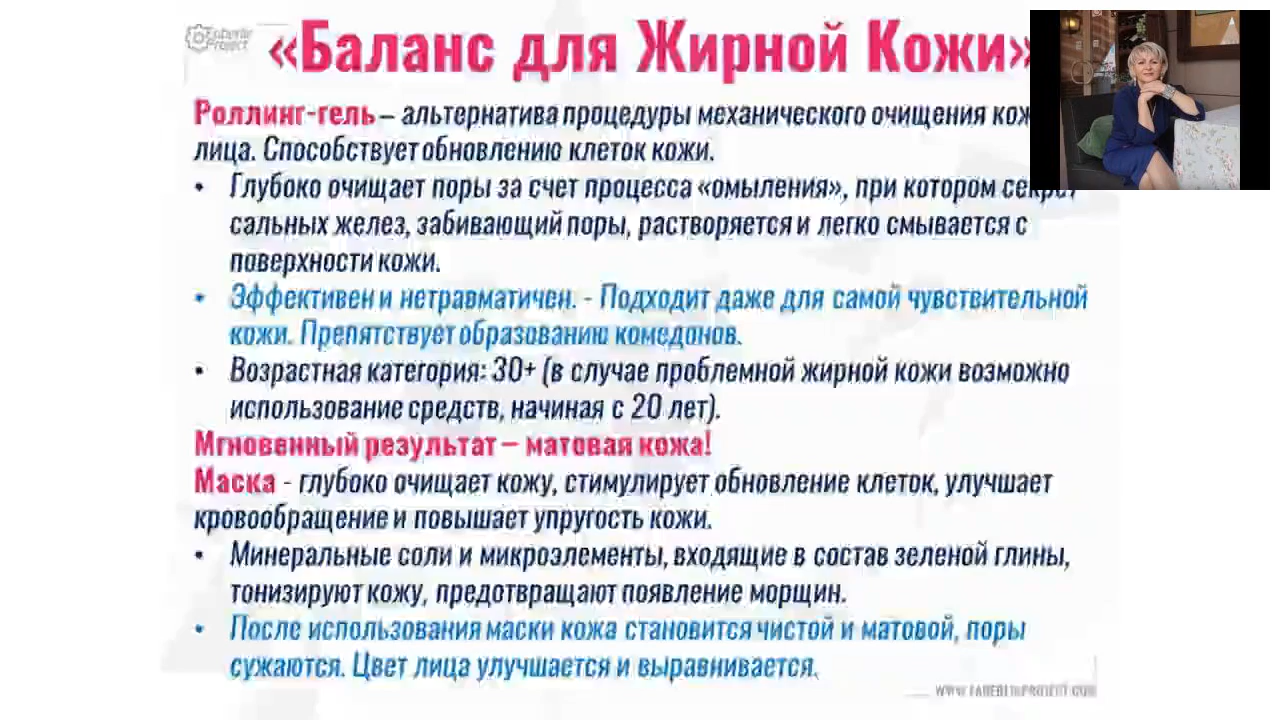 Faberlic
Project
«Баланс для Жирной Кожи»
Роллинг-гель – альтернатива процедуры механического очищения кож
лица. Способствует обновлению клеток кожи.
• Глубоко очищает поры за счет процесса «омыления», при котором секрет
сальных желез, забивающий поры, растворяется и легко смывается с
поверхности кожи.
• Эффективен и нетравматичен. - Подходит даже для самой чувствительной
кожи. Препятствует образованию комедонов.
• Возрастная категория: 30+ (в случае проблемной жирной кожи возможно
использование средств, начиная с 20 лет).
Мгновенный результат – матовая кожа!
Маска - глубоко очищает кожу, стимулирует обновление клеток, улучшает
кровообращение и повышает упругость кожи.
• Минеральные соли и микроэлементы, входящие в состав зеленой глины,
тонизируют кожу, предотвращают появление морщин.
• После использования маски кожа становится чистой и матовой, поры
сужаются. Цвет лица улучшается и выравнивается.
WWW.FABERLICPROJECT.COM